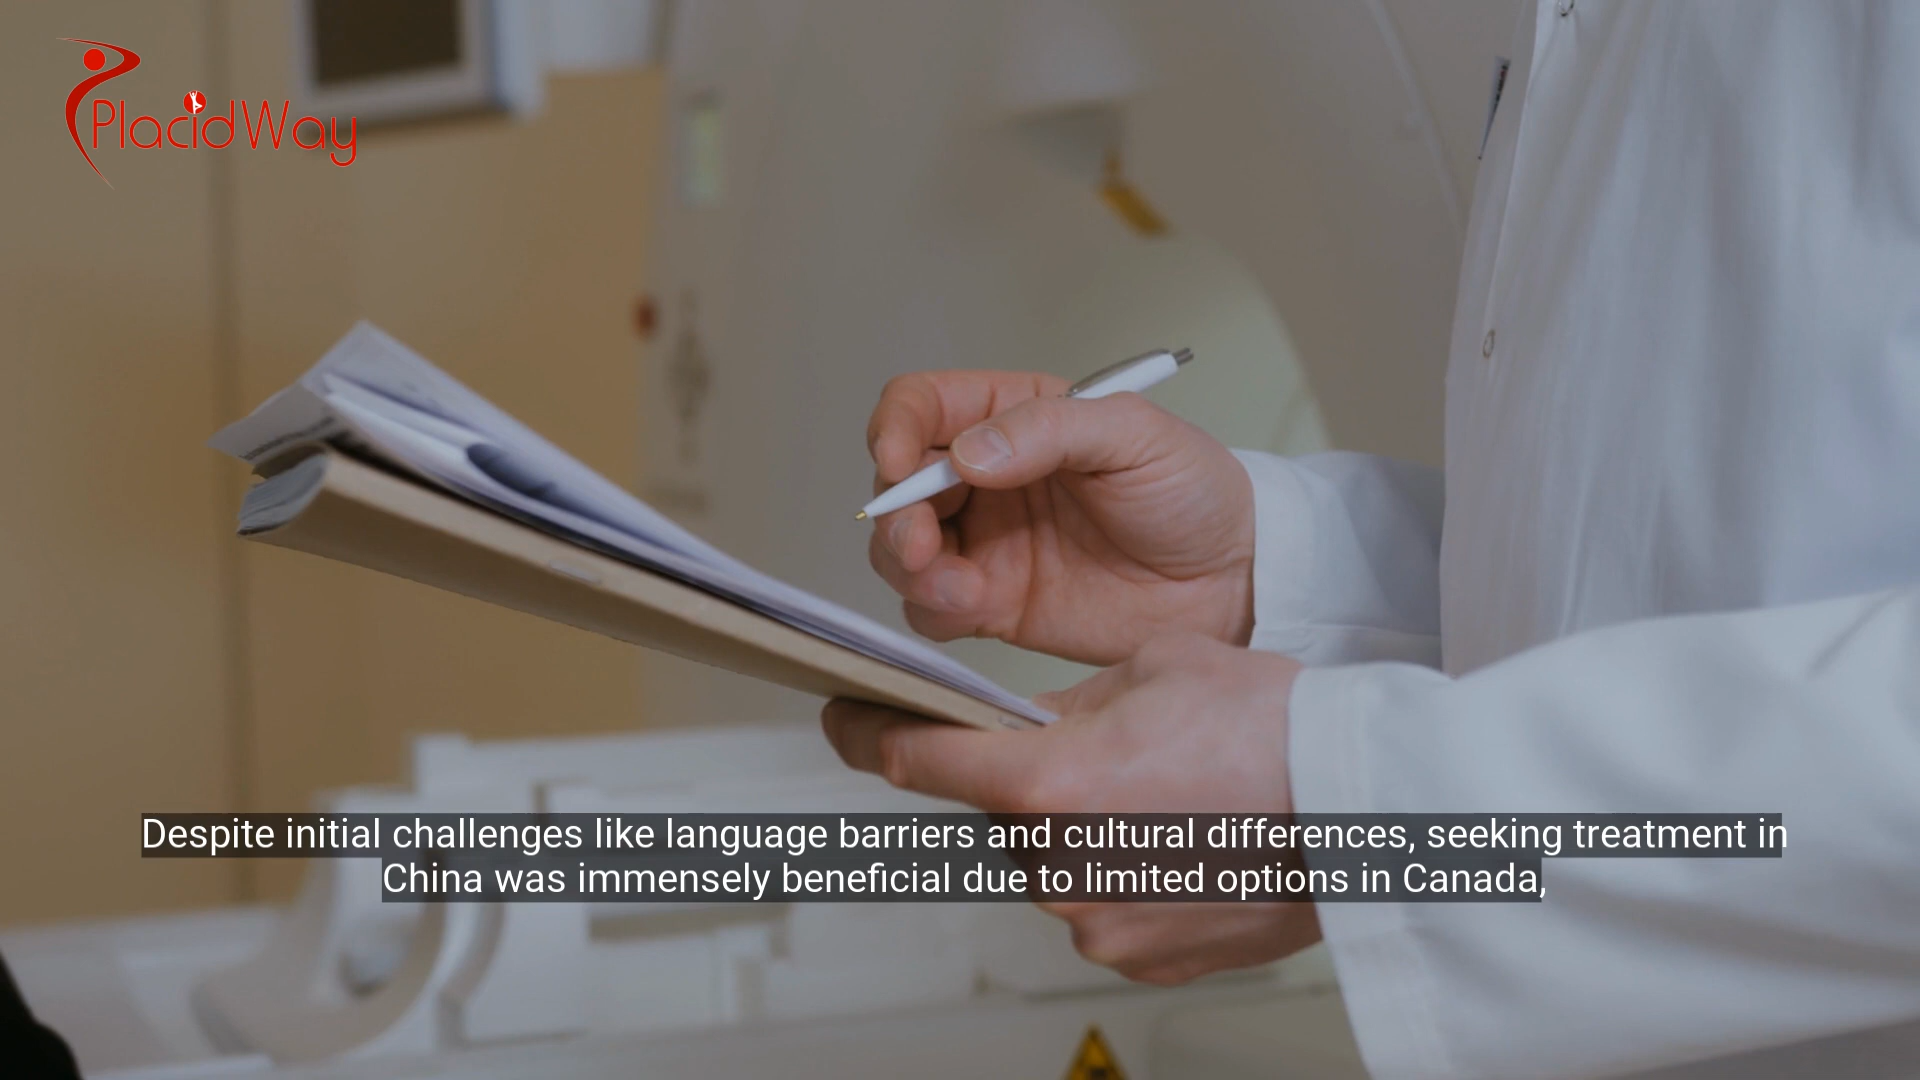 PlacidWay
Despite initial challenges like language barriers and cultural differences, seeking treatment in
China was immensely beneficial due to limited options in Canada,